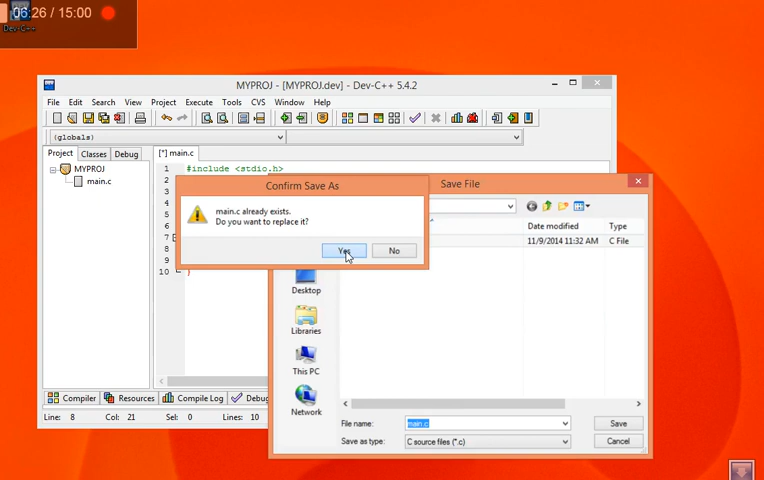 06:26 / 15:00
Dev-C++
MYPROJ - [MYPROJ.dev] - Dev-C++ 5.4.2
File Edit Search View Project Execute Tools CVS Window Help
(globals)
Project Classes Debug
[*] main.c
MYPROJ
main.c
1 #include <stdio.h>
2
3
4
5
6
7
8
9
10 }
Save File
Date modified Type
11/9/2014 11:32 AM C File
Confirm Save As
main.c already exists.
Do you want to replace it?
Yes No
Desktop
Libraries
This PC
Network
File name: main.c Save
Save as type: C source files (*.c) Cancel
Compiler Resources Compile Log Debug
Line: 8 Col: 21 Sel: 0 Lines: 10